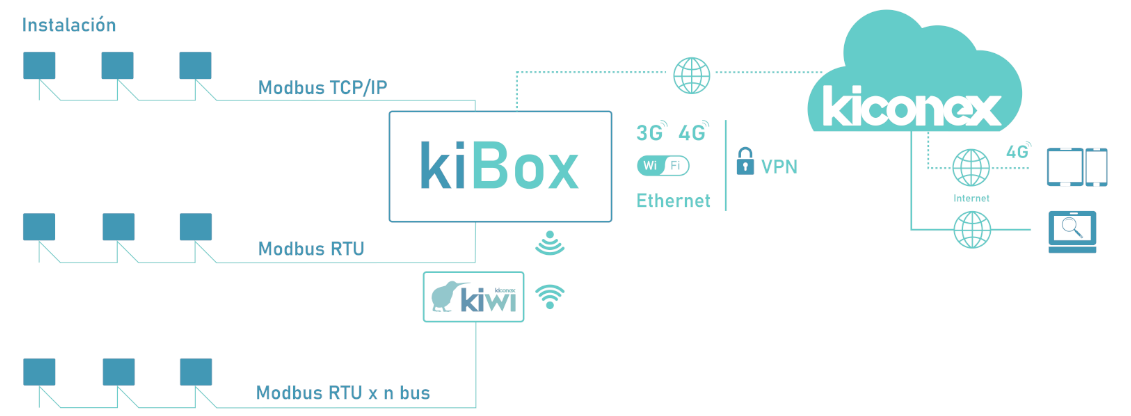 Instalación
Modbus TCP/IP
kiBox
3G 4G
Wi Fi
Ethernet
VPN
kiconex
4G
Internet
Modbus RTU
kiconex
kiwi
Modbus RTU x n bus